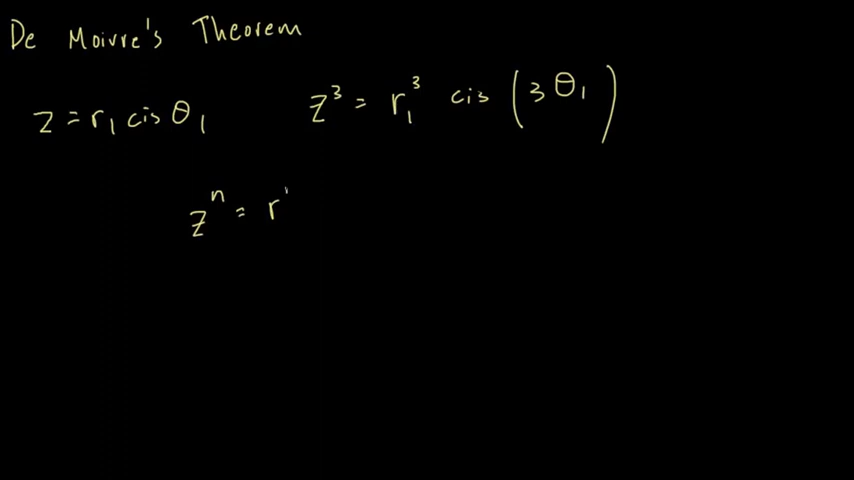 De Moivre's Theorem
z = r₁ cis θ₁ z³ = r₁³ cis (3θ₁)
zⁿ = r'